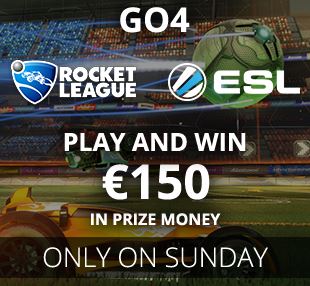 GO4
ROCKET LEAGUE ESL
PLAY AND WIN
€150
IN PRIZE MONEY
ONLY ON SUNDAY